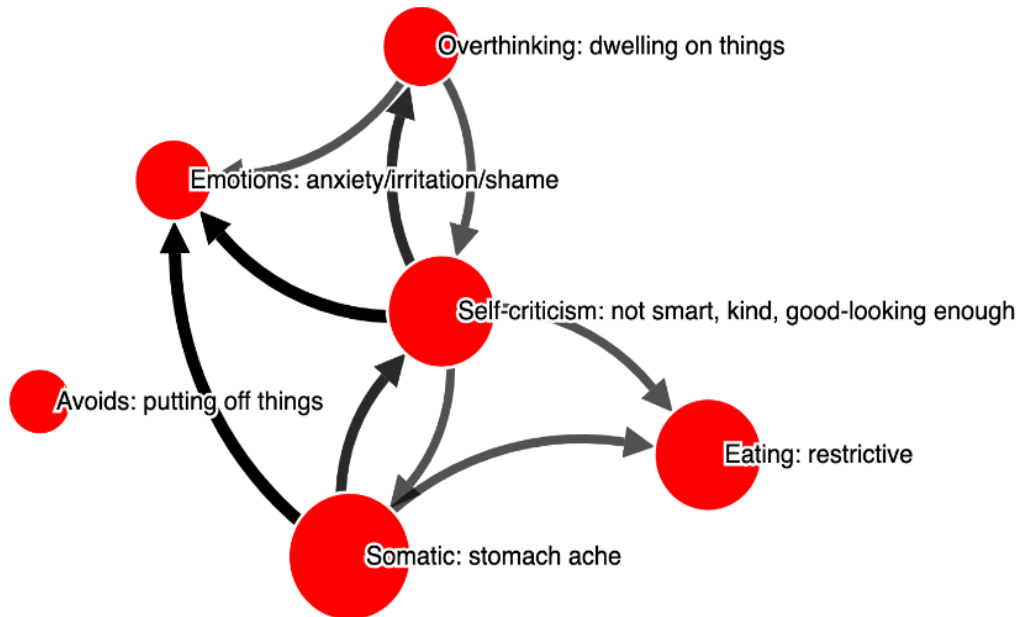 Overthinking: dwelling on things
Emotions: anxiety/irritation/shame
Self-criticism: not smart, kind, good-looking enough
Avoids: putting off things
Eating: restrictive
Somatic: stomach ache